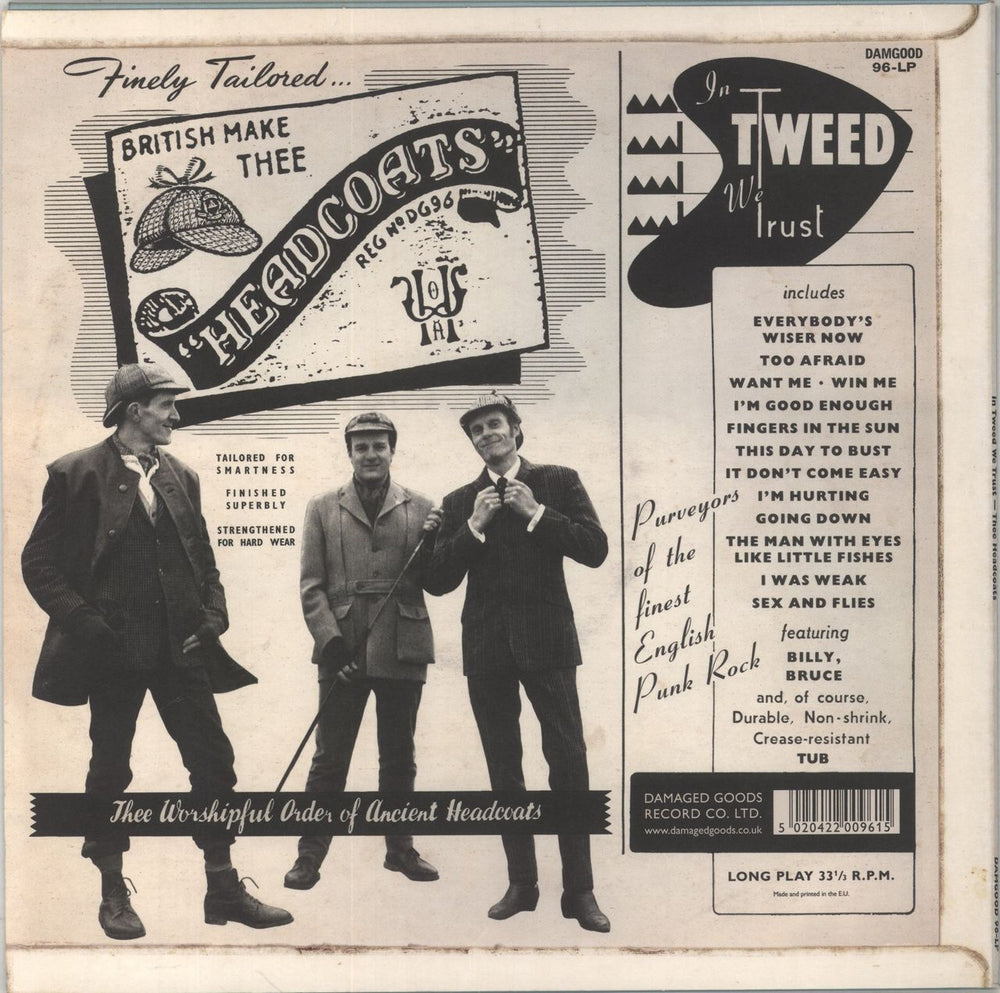 Finely Tailored...
BRITISH MAKE
THEE
"HEADCOATS"
REG Nº DG96
DAMGOOD
96-LP
In
TWEED
We
Trust
TAILORED FOR
SMARTNESS
FINISHED
SUPERBLY
STRENGTHENED
FOR HARD WEAR
Purveyors
of the
finest
English
Punk Rock
includes
EVERYBODY'S
WISER NOW
TOO AFRAID
WANT ME • WIN ME
I'M GOOD ENOUGH
FINGERS IN THE SUN
THIS DAY TO BUST
IT DON'T COME EASY
I'M HURTING
GOING DOWN
THE MAN WITH EYES
LIKE LITTLE FISHES
I WAS WEAK
SEX AND FLIES
featuring
BILLY,
BRUCE
and, of course,
Durable, Non-shrink,
Crease-resistant
TUB
Thee Worshipful Order of Ancient Headcoats
DAMAGED GOODS
RECORD CO. LTD.
www.damagedgoods.co.uk
5 020422 009615
LONG PLAY 33⅓ R.P.M.
Made and printed in the E.U.
In Tweed We Trust — Thee Headcoats
DAMGOOD 96-LP